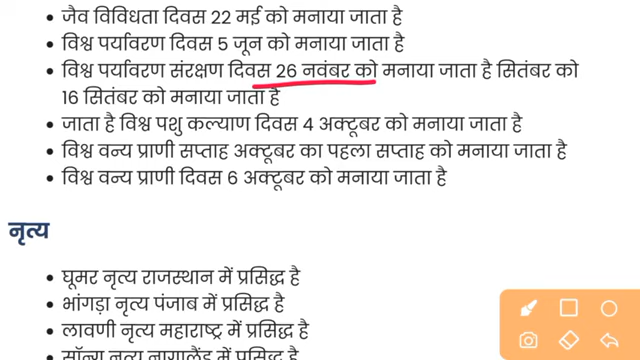 जैव विविधता दिवस 22 मई को मनाया जाता है
विश्व पर्यावरण दिवस 5 जून को मनाया जाता है
विश्व पर्यावरण संरक्षण दिवस 26 नवंबर को मनाया जाता है सितंबर को
16 सितंबर को मनाया जाता है
जाता है विश्व पशु कल्याण दिवस 4 अक्टूबर को मनाया जाता है
विश्व वन्य प्राणी सप्ताह अक्टूबर का पहला सप्ताह को मनाया जाता है
विश्व वन्य प्राणी दिवस 6 अक्टूबर को मनाया जाता है
नृत्य
घूमर नृत्य राजस्थान में प्रसिद्ध है
भांगड़ा नृत्य पंजाब में प्रसिद्ध है
लावणी नृत्य महाराष्ट्र में प्रसिद्ध है
नृत्य नागालैंड में प्रसिद्ध है